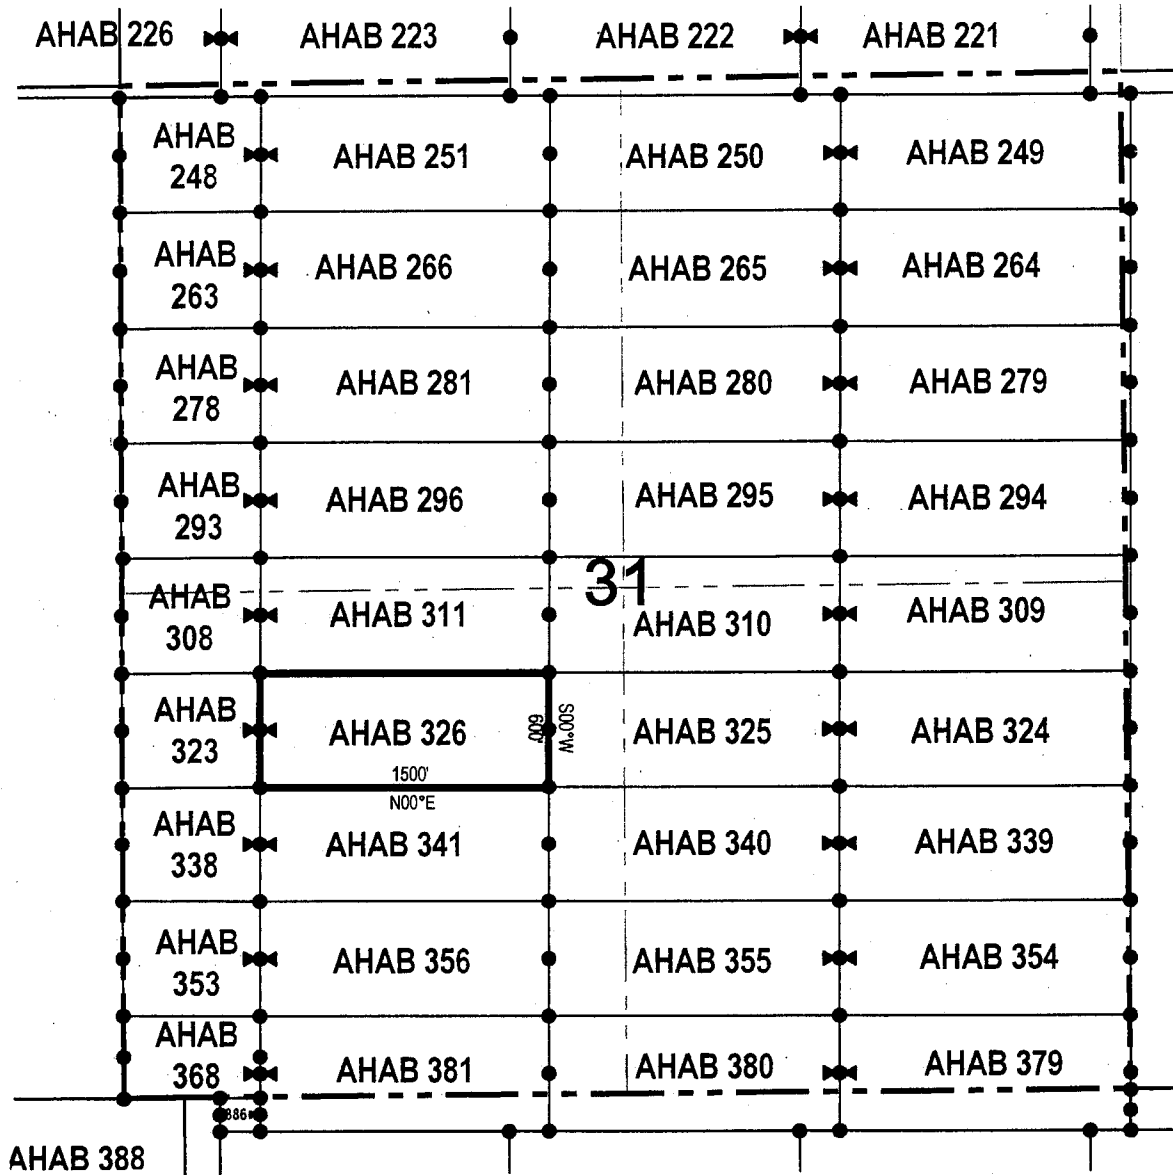 AHAB 226
AHAB 223
AHAB 222
AHAB 221
AHAB
248
AHAB 251
AHAB 250
AHAB 249
AHAB
263
AHAB 266
AHAB 265
AHAB 264
AHAB
278
AHAB 281
AHAB 280
AHAB 279
AHAB
293
AHAB 296
AHAB 295
AHAB 294
31
AHAB
308
AHAB 311
AHAB 310
AHAB 309
AHAB
323
AHAB 326
600'
S00°W
1500'
N00°E
AHAB 325
AHAB 324
AHAB
338
AHAB 341
AHAB 340
AHAB 339
AHAB
353
AHAB 356
AHAB 355
AHAB 354
AHAB
368
AHAB 381
AHAB 380
AHAB 379
386
AHAB 388